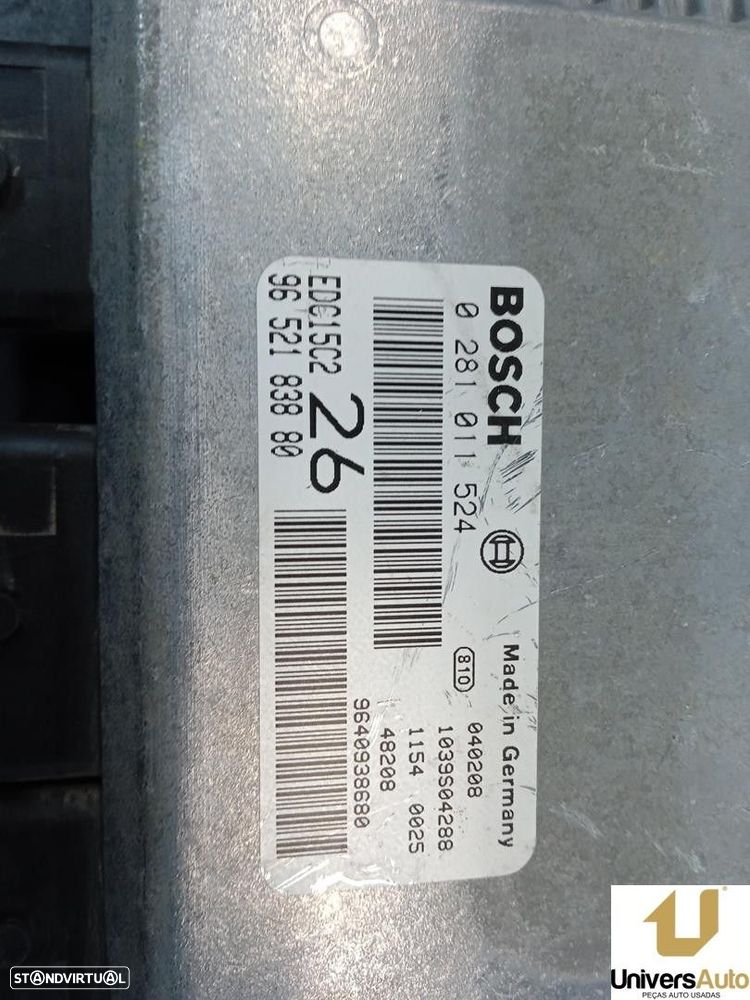 BOSCH
Made in Germany
0 281 011 524
810
040208
1039S04288
1154 0025
48208
EDC15C2
26
96 521 838 80
9640938680
STANDVIRTUAL
UniversAuto
PEÇAS AUTO USADAS